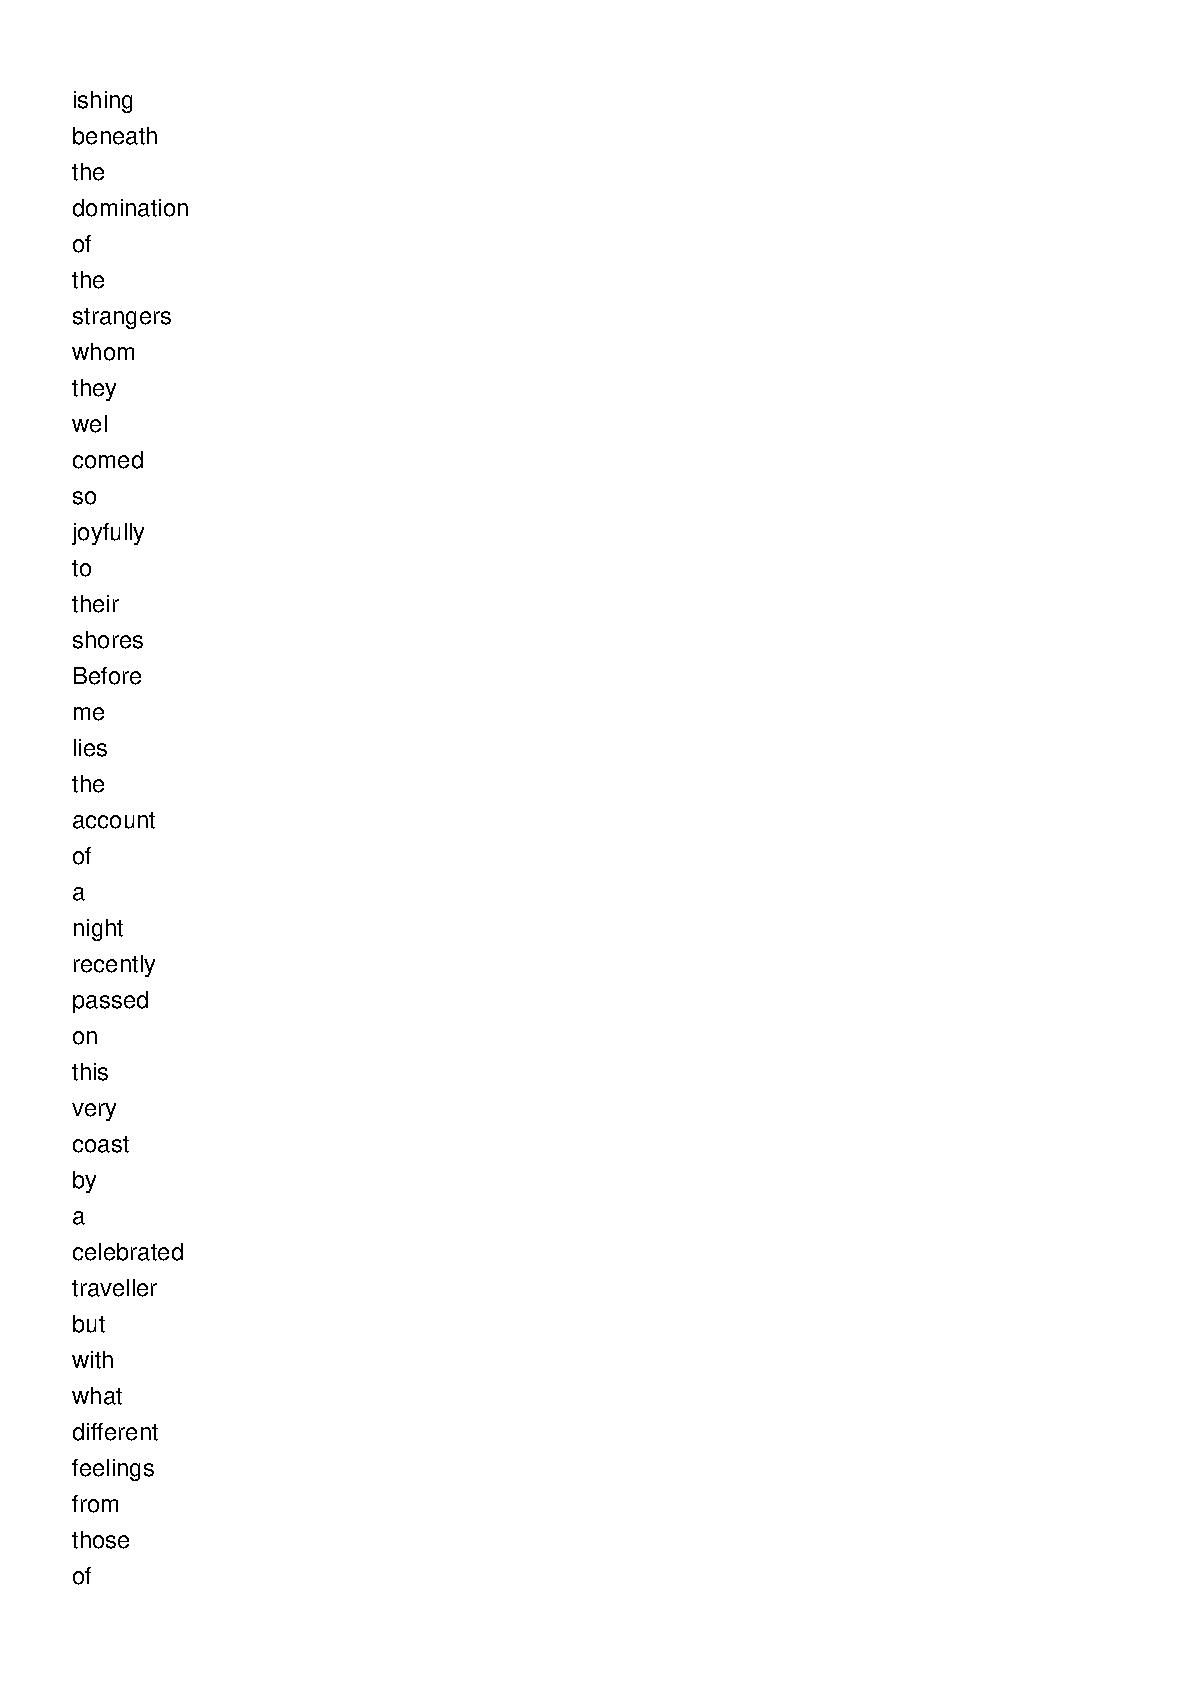 ishing
beneath
the
domination
of
the
strangers
whom
they
wel
comed
so
joyfully
to
their
shores
Before
me
lies
the
account
of
a
night
recently
passed
on
this
very
coast
by
a
celebrated
traveller
but
with
what
different
feelings
from
those
of